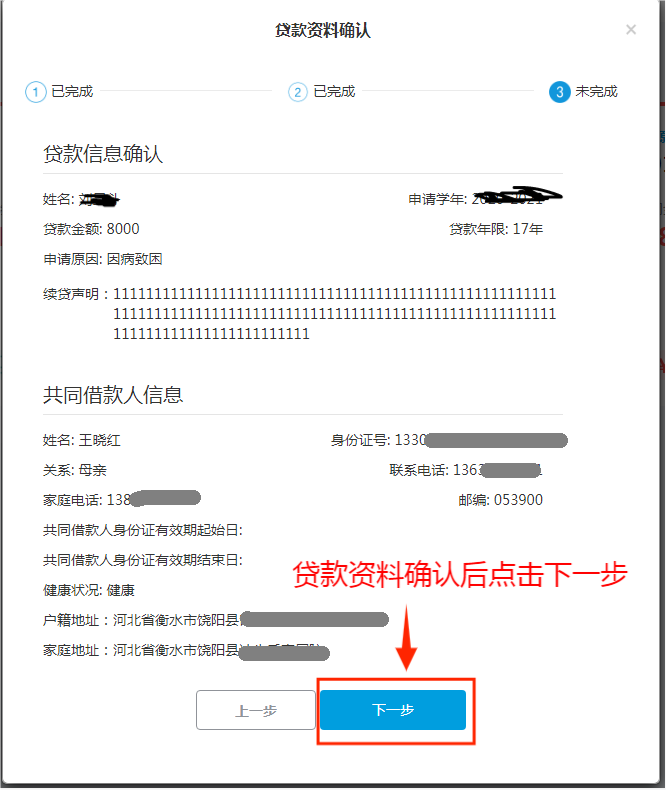 贷款资料确认
×
1 已完成
2 已完成
3 未完成
贷款信息确认
姓名:
申请学年:
贷款金额: 8000
贷款年限: 17年
申请原因: 因病致困
续贷声明：111111111111111111111111111111111111111111111111111111
111111111111111111111111111111111111111111111111111111
111111111111111111111111
共同借款人信息
姓名: 王晓红
身份证号: 1330
关系: 母亲
联系电话: 136
家庭电话: 138
邮编: 053900
共同借款人身份证有效期起始日:
共同借款人身份证有效期结束日:
健康状况: 健康
贷款资料确认后点击下一步
户籍地址：河北省衡水市饶阳县
家庭地址：河北省衡水市饶阳县
上一步
下一步